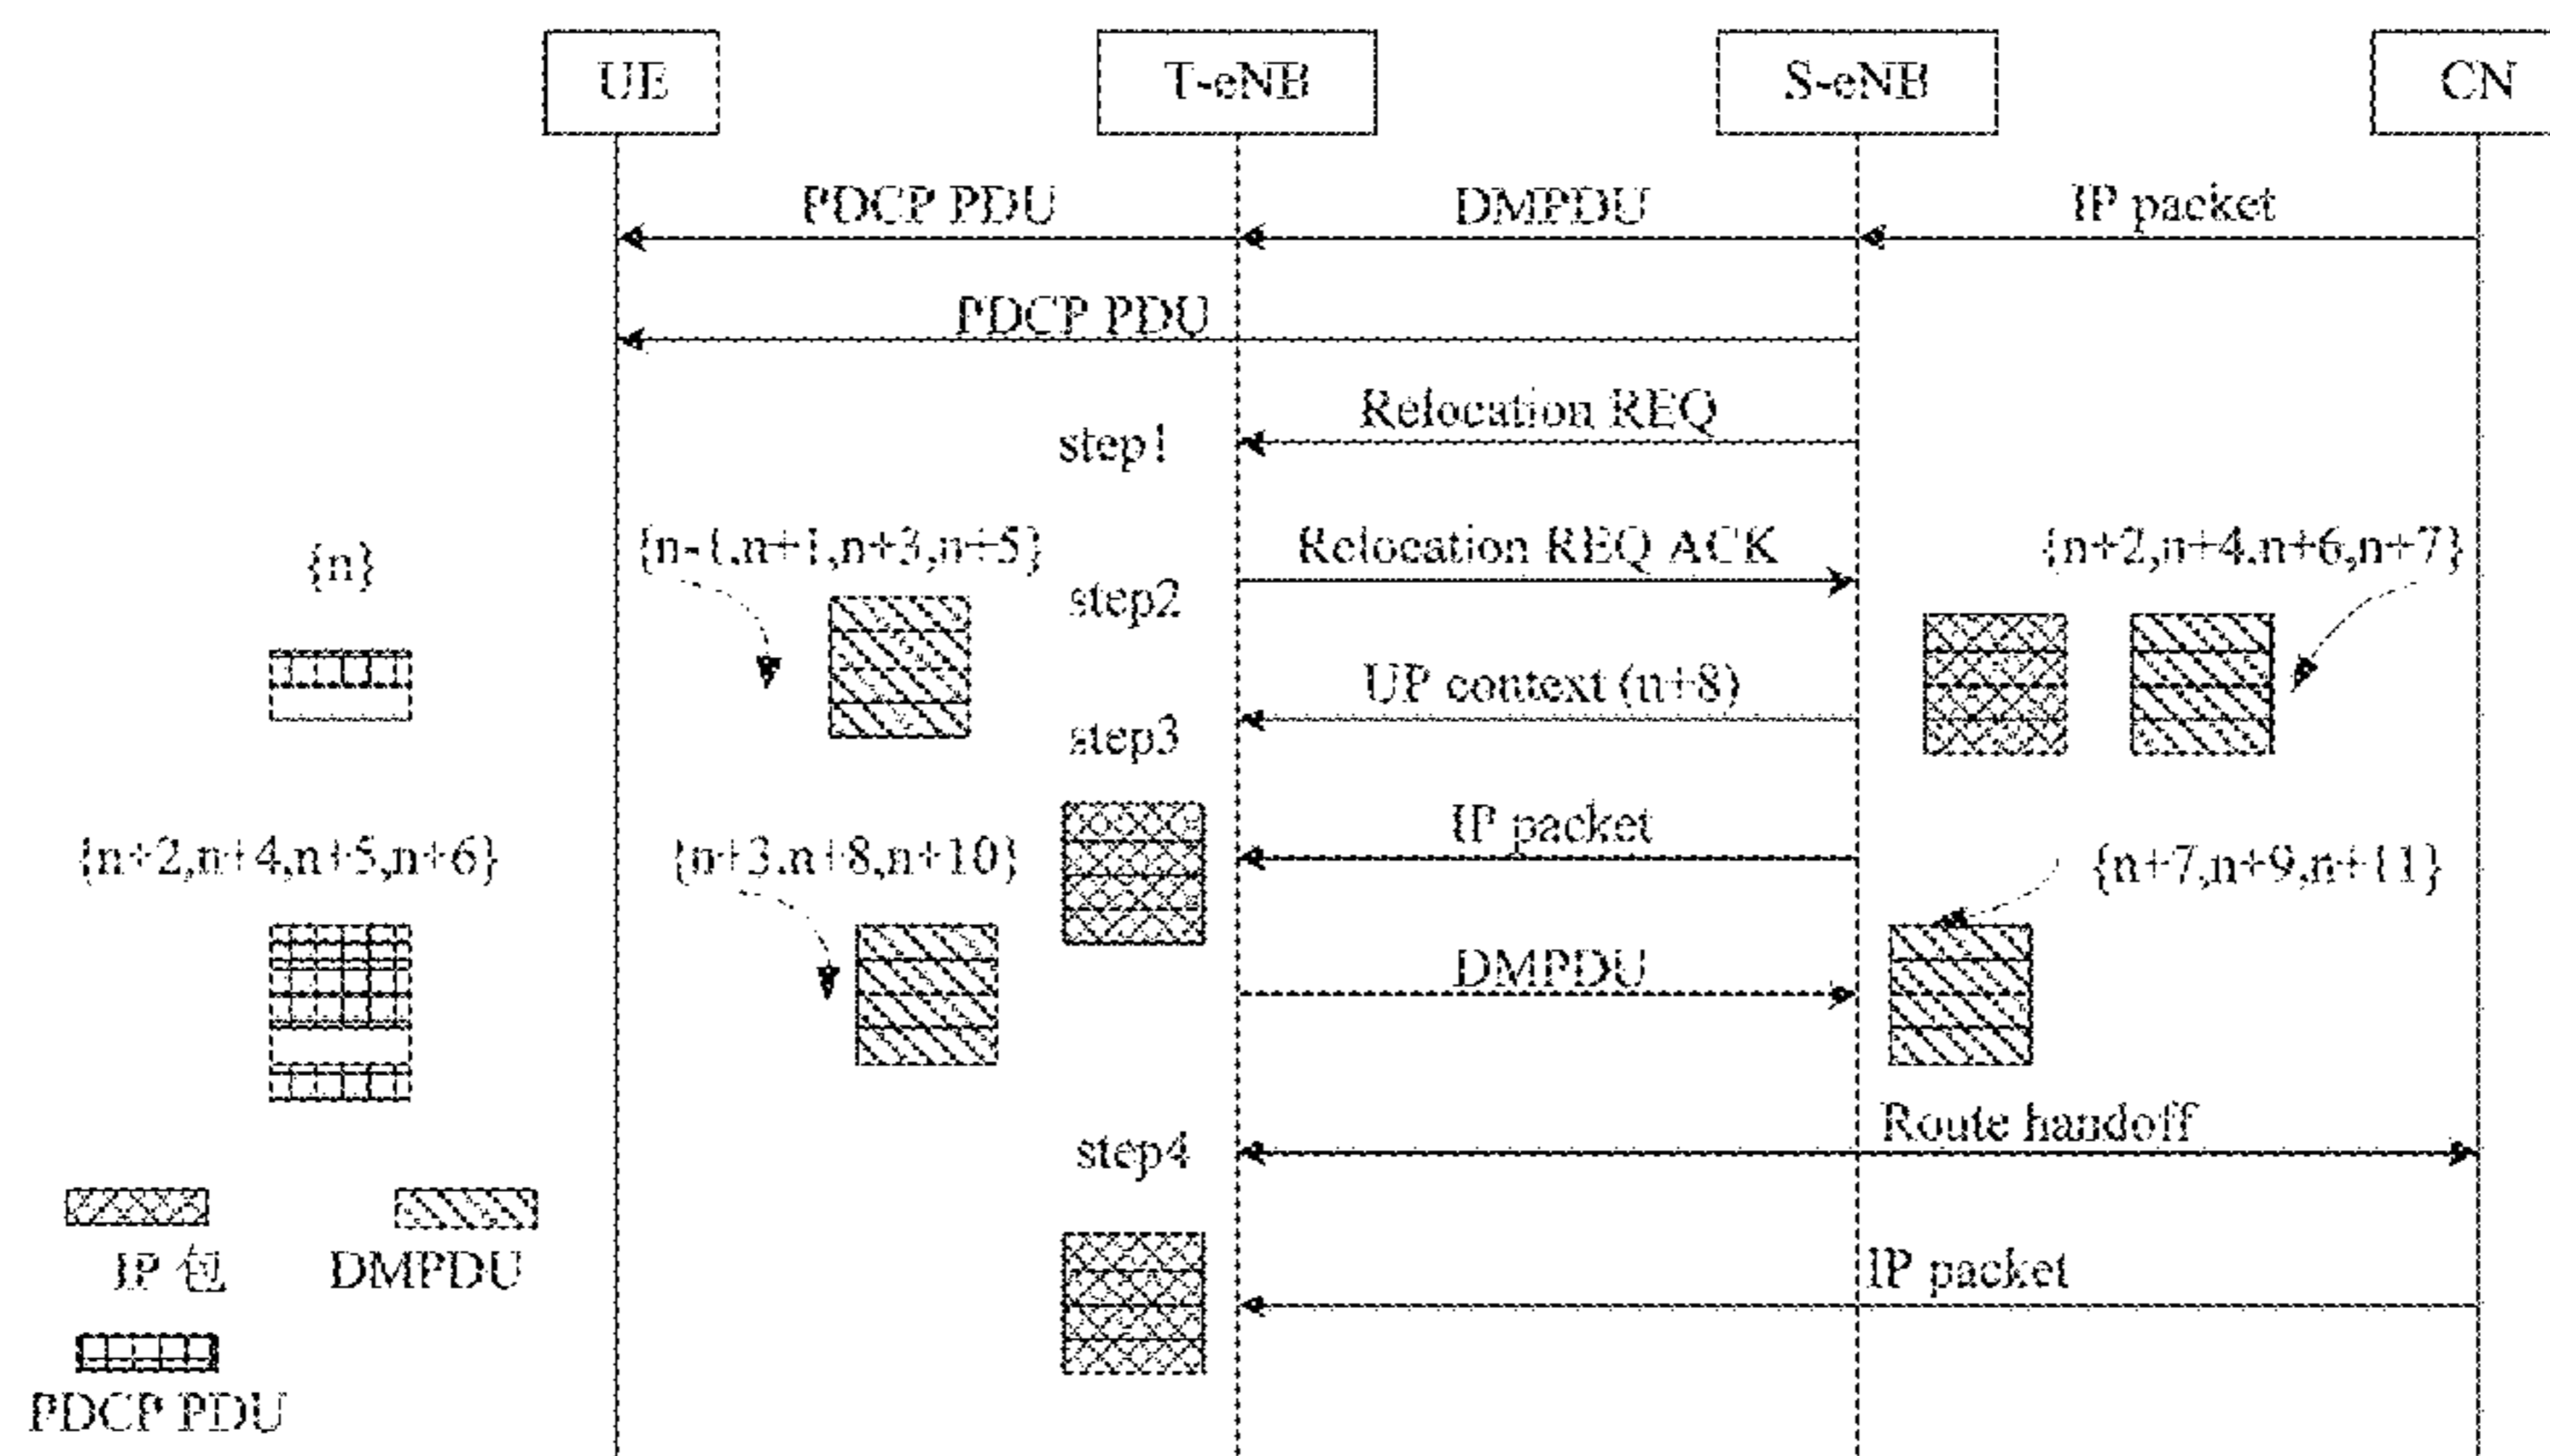 UE
T-eNB
S-eNB
CN
PDCP PDU
DMPDU
IP packet
PDCP PDU
Relocation REQ
step1
{n}
{n-1,n+1,n+3,n+5}
Relocation REQ ACK
{n+2,n+4,n+6,n+7}
step2
UP context (n+8)
step3
IP packet
{n+2,n+4,n+5,n+6}
{n+3,n+8,n+10}
{n+7,n+9,n+11}
DMPDU
Route handoff
step4
IP 包
DMPDU
IP packet
PDCP PDU